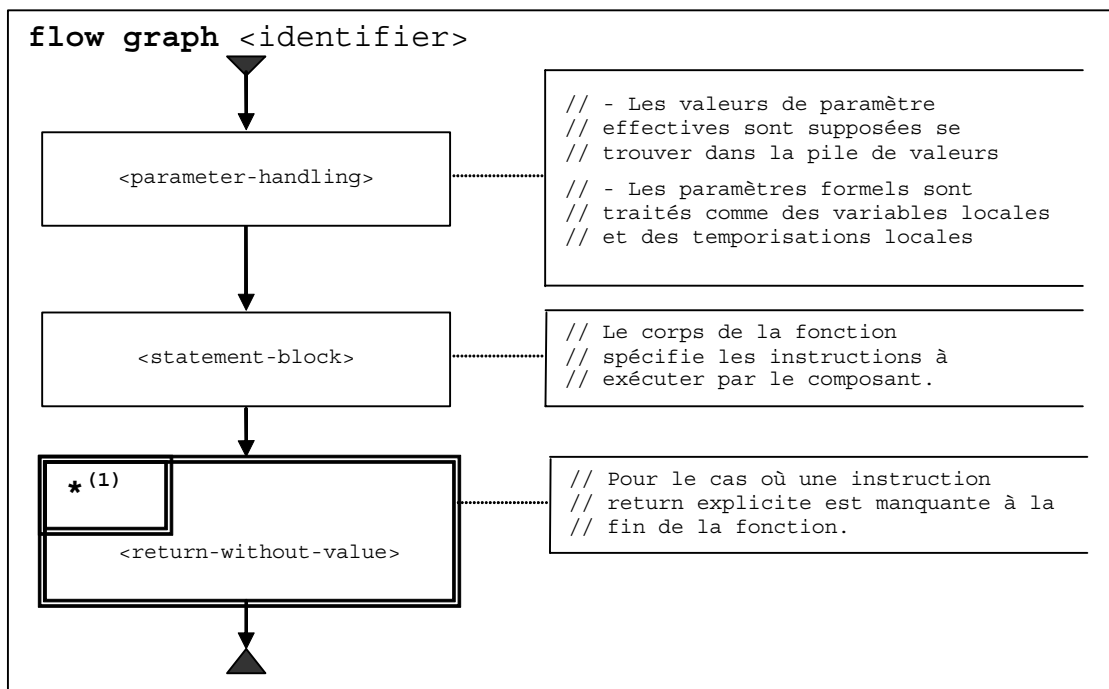 flow graph <identifier>
<parameter-handling>
// - Les valeurs de paramètre
// effectives sont supposées se
// trouver dans la pile de valeurs
// - Les paramètres formels sont
// traités comme des variables locales
// et des temporisations locales
<statement-block>
// Le corps de la fonction
// spécifie les instructions à
// exécuter par le composant.
*(1)
<return-without-value>
// Pour le cas où une instruction
// return explicite est manquante à la
// fin de la fonction.